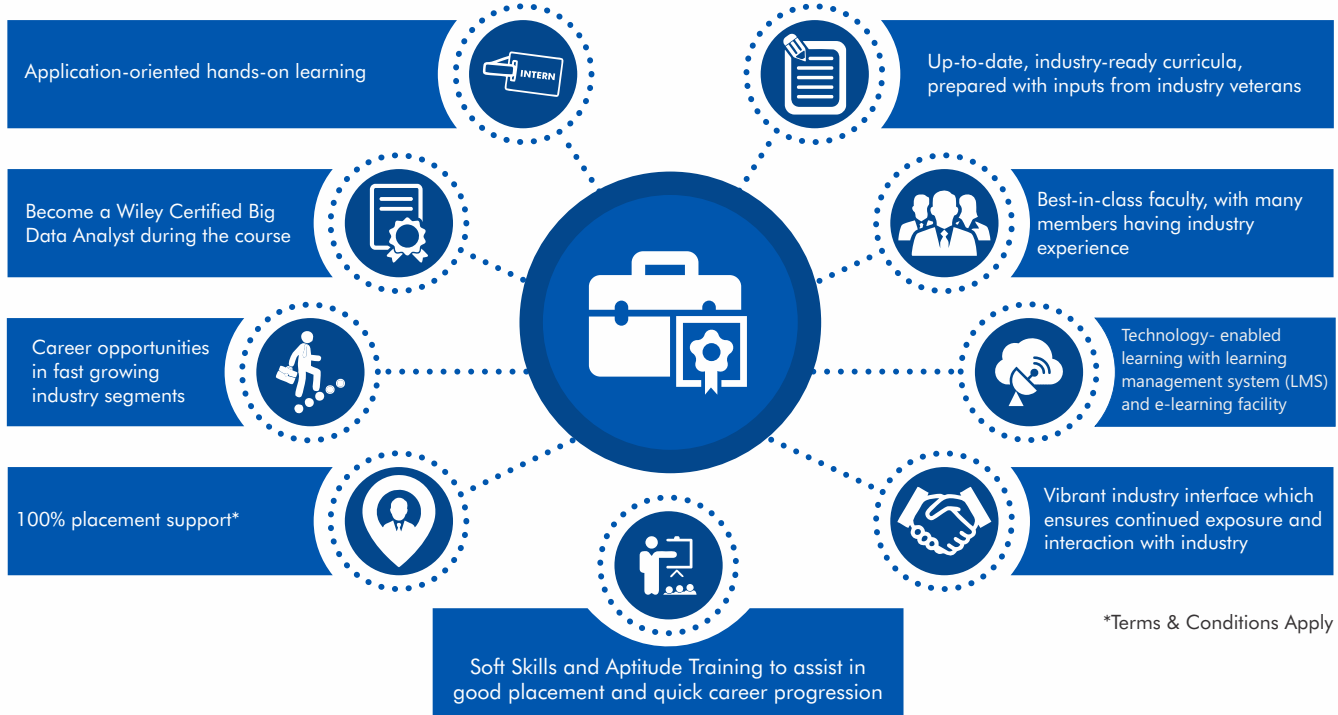 Application-oriented hands-on learning
INTERN
Up-to-date, industry-ready curricula,
prepared with inputs from industry veterans
Become a Wiley Certified Big
Data Analyst during the course
Best-in-class faculty, with many
members having industry
experience
Career opportunities
in fast growing
industry segments
Technology- enabled
learning with learning
management system (LMS)
and e-learning facility
100% placement support*
Vibrant industry interface which
ensures continued exposure and
interaction with industry
*Terms & Conditions Apply
Soft Skills and Aptitude Training to assist in
good placement and quick career progression